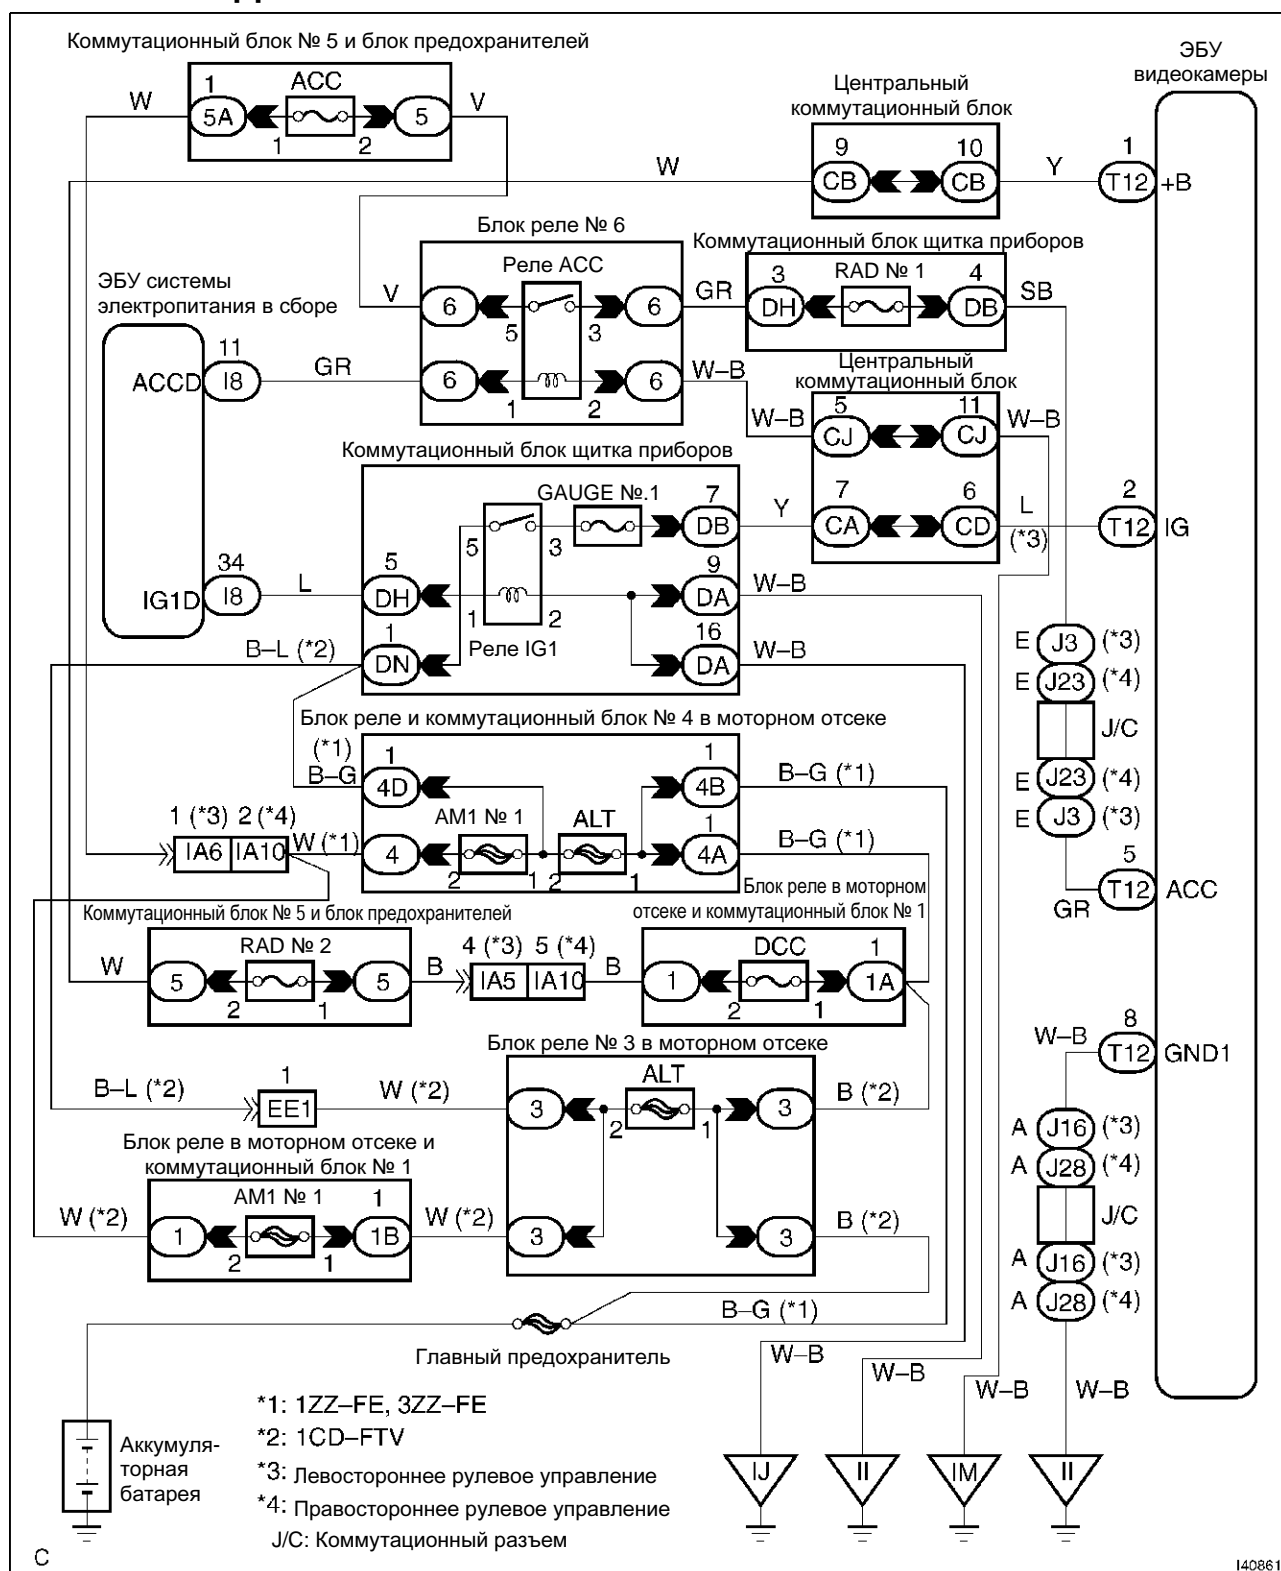 Коммутационный блок № 5 и блок предохранителей
ЭБУ
видеокамеры
1 ACC
W 5A 5 V
1 2
Центральный
коммутационный блок
9 10 1
W CB CB Y T12 +B
Блок реле № 6
Коммутационный блок щитка приборов
ЭБУ системы
электропитания в сборе
Реле ACC
3 RAD № 1 4
V 6 6 GR DH DB SB
5 3
11
ACCD I8 GR 6 6 W–B
1 2
Центральный
коммутационный блок
5 11
W–B CJ CJ W–B
Коммутационный блок щитка приборов
GAUGE №.1 7
DB Y
5 3
7 6 2
CA CD L T12 IG
(*3)
34
IG1D I8 L
5
DH
9
DA W–B
1 2
Реле IG1
1
B–L (*2) DN
16
DA W–B
E J3 (*3)
E J23 (*4)
J/C
E J23 (*4)
E J3 (*3)
Блок реле и коммутационный блок № 4 в моторном отсеке
(*1)
B–G
1
4D
1
4B B–G (*1)
AM1 № 1 ALT
1 (*3) 2 (*4)
IA6 IA10 W (*1) 4
2 1 2 1
1
4A B–G (*1)
5
T12 ACC
GR
Коммутационный блок № 5 и блок предохранителей
Блок реле в моторном
отсеке и коммутационный блок № 1
RAD № 2
W 5 5 B
2 1
4 (*3) 5 (*4)
IA5 IA10 B
DCC 1
1 1A
2 1
8
W–B T12 GND1
Блок реле № 3 в моторном отсеке
ALT
1
B–L (*2) EE1 W (*2) 3 3 B (*2)
2 1
Блок реле в моторном отсеке и
коммутационный блок № 1
AM1 № 1 1
W (*2) 1 1B W (*2) 3 3 B (*2)
2 1
A J16 (*3)
A J28 (*4)
J/C
A J16 (*3)
A J28 (*4)
B–G (*1)
Главный предохранитель
W–B W–B W–B W–B
*1: 1ZZ–FE, 3ZZ–FE
*2: 1CD–FTV
*3: Левостороннее рулевое управление
*4: Правостороннее рулевое управление
J/C: Коммутационный разъем
Аккумуля-
торная
батарея
IJ II IM II
C
I40861